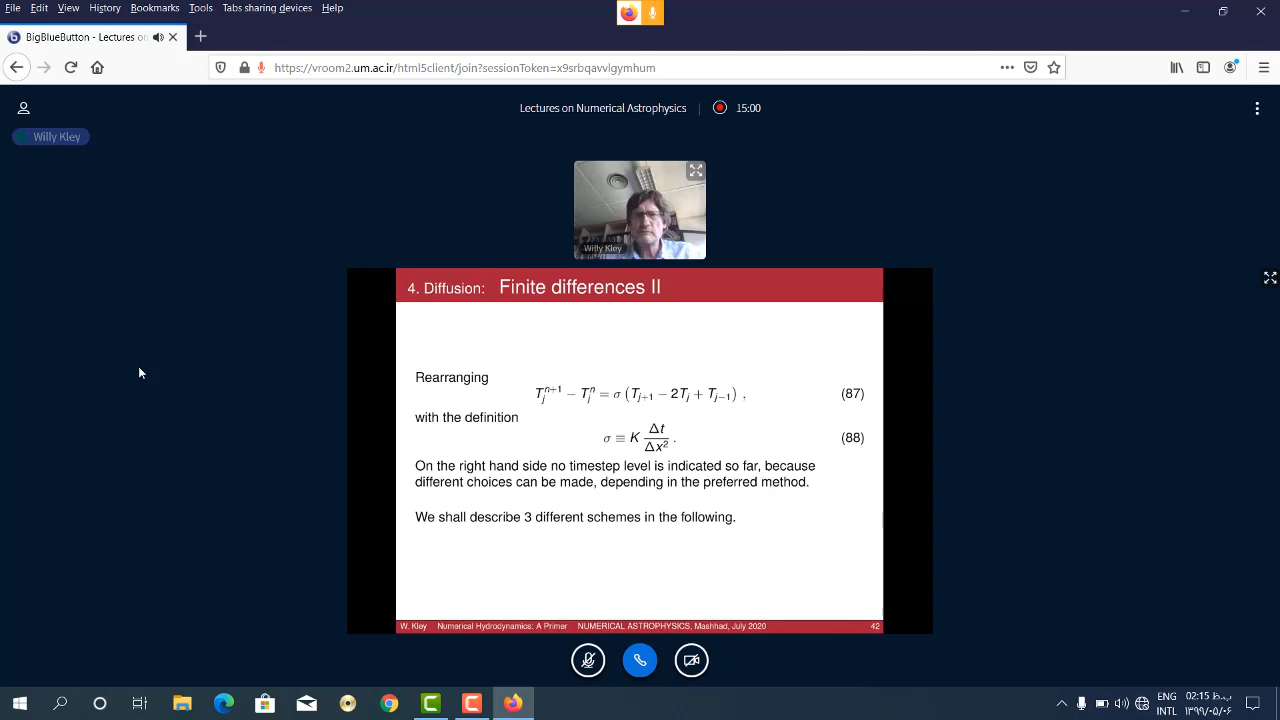 File Edit View History Bookmarks Tools Tabs sharing devices Help
BigBlueButton - Lectures on
https://vroom2.um.ac.ir/html5client/join?sessionToken=x9srbqavvlgymhum
Lectures on Numerical Astrophysics 15:00
Willy Kley
Willy Kley
4. Diffusion: Finite differences II
Rearranging
T_j^{n+1} − T_j^n = σ (T_{j+1} − 2T_j + T_{j−1}) , (87)
with the definition
σ ≡ K Δt/Δx² . (88)
On the right hand side no timestep level is indicated so far, because
different choices can be made, depending in the preferred method.
We shall describe 3 different schemes in the following.
W. Kley Numerical Hydrodynamics: A Primer NUMERICAL ASTROPHYSICS, Mashhad, July 2020 42
ENG 02:15 ب.ظ
INTL ۱۳۹۹/۰۵/۰۶